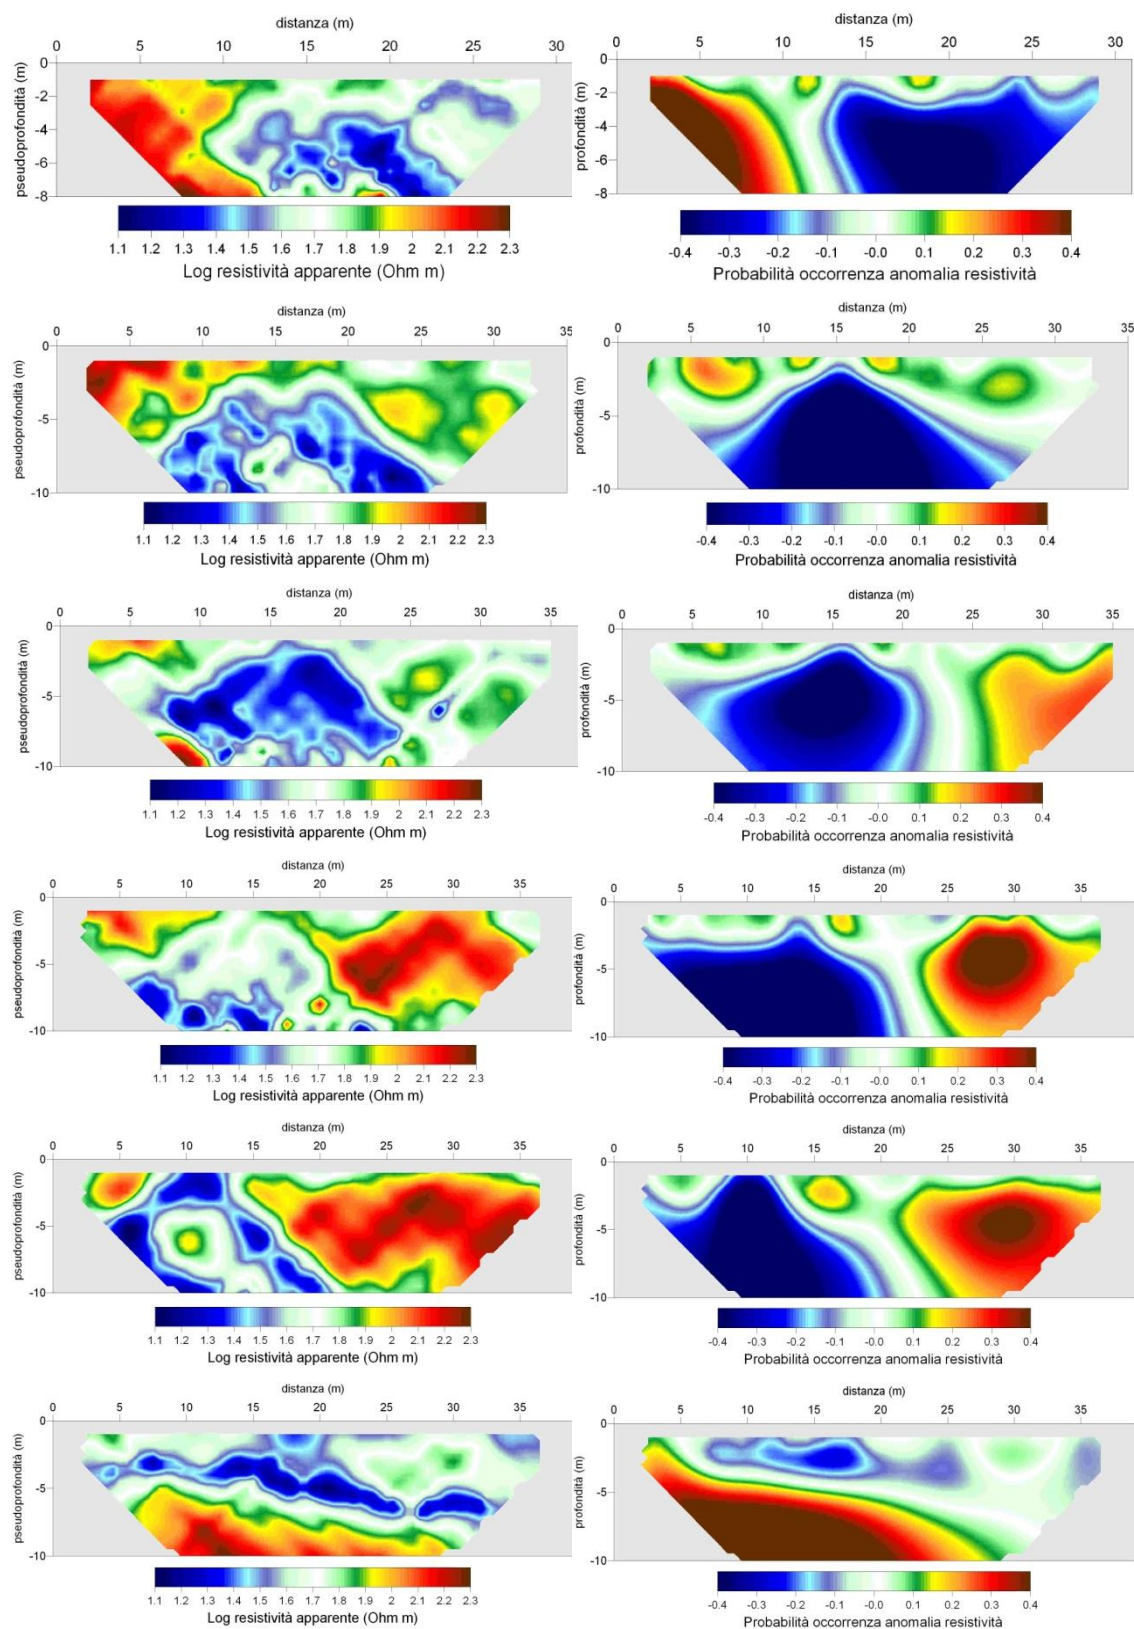 distanza (m)
0 5 10 15 20 25 30
pseudoprofondità (m)
0
-2
-4
-6
-8
1.1 1.2 1.3 1.4 1.5 1.6 1.7 1.8 1.9 2 2.1 2.2 2.3
Log resistività apparente (Ohm m)
distanza (m)
0 5 10 15 20 25 30
profondità (m)
0
-2
-4
-6
-8
-0.4 -0.3 -0.2 -0.1 -0.0 0.1 0.2 0.3 0.4
Probabilità occorrenza anomalia resistività
distanza (m)
0 5 10 15 20 25 30 35
pseudoprofondità (m)
0
-5
-10
1.1 1.2 1.3 1.4 1.5 1.6 1.7 1.8 1.9 2 2.1 2.2 2.3
Log resistività apparente (Ohm m)
distanza (m)
0 5 10 15 20 25 30 35
profondità (m)
0
-5
-10
-0.4 -0.3 -0.2 -0.1 -0.0 0.1 0.2 0.3 0.4
Probabilità occorrenza anomalia resistività
distanza (m)
0 5 10 15 20 25 30 35
pseudoprofondità (m)
0
-5
-10
1.1 1.2 1.3 1.4 1.5 1.6 1.7 1.8 1.9 2 2.1 2.2 2.3
Log resistività apparente (Ohm m)
distanza (m)
0 5 10 15 20 25 30 35
profondità (m)
0
-5
-10
-0.4 -0.3 -0.2 -0.1 -0.0 0.1 0.2 0.3 0.4
Probabilità occorrenza anomalia resistività
distanza (m)
0 5 10 15 20 25 30 35
pseudoprofondità (m)
0
-5
-10
1.1 1.2 1.3 1.4 1.5 1.6 1.7 1.8 1.9 2 2.1 2.2 2.3
Log resistività apparente (Ohm m)
distanza (m)
0 5 10 15 20 25 30 35
profondità (m)
0
-5
-10
-0.4 -0.3 -0.2 -0.1 -0.0 0.1 0.2 0.3 0.4
Probabilità occorrenza anomalia resistività
distanza (m)
0 5 10 15 20 25 30 35
pseudoprofondità (m)
0
-5
-10
1.1 1.2 1.3 1.4 1.5 1.6 1.7 1.8 1.9 2 2.1 2.2 2.3
Log resistività apparente (Ohm m)
distanza (m)
0 5 10 15 20 25 30 35
profondità (m)
0
-5
-10
-0.4 -0.3 -0.2 -0.1 -0.0 0.1 0.2 0.3 0.4
Probabilità occorrenza anomalia resistività
distanza (m)
0 5 10 15 20 25 30 35
pseudoprofondità (m)
0
-5
-10
1.1 1.2 1.3 1.4 1.5 1.6 1.7 1.8 1.9 2 2.1 2.2 2.3
Log resistività apparente (Ohm m)
distanza (m)
0 5 10 15 20 25 30 35
profondità (m)
0
-5
-10
-0.4 -0.3 -0.2 -0.1 -0.0 0.1 0.2 0.3 0.4
Probabilità occorrenza anomalia resistività